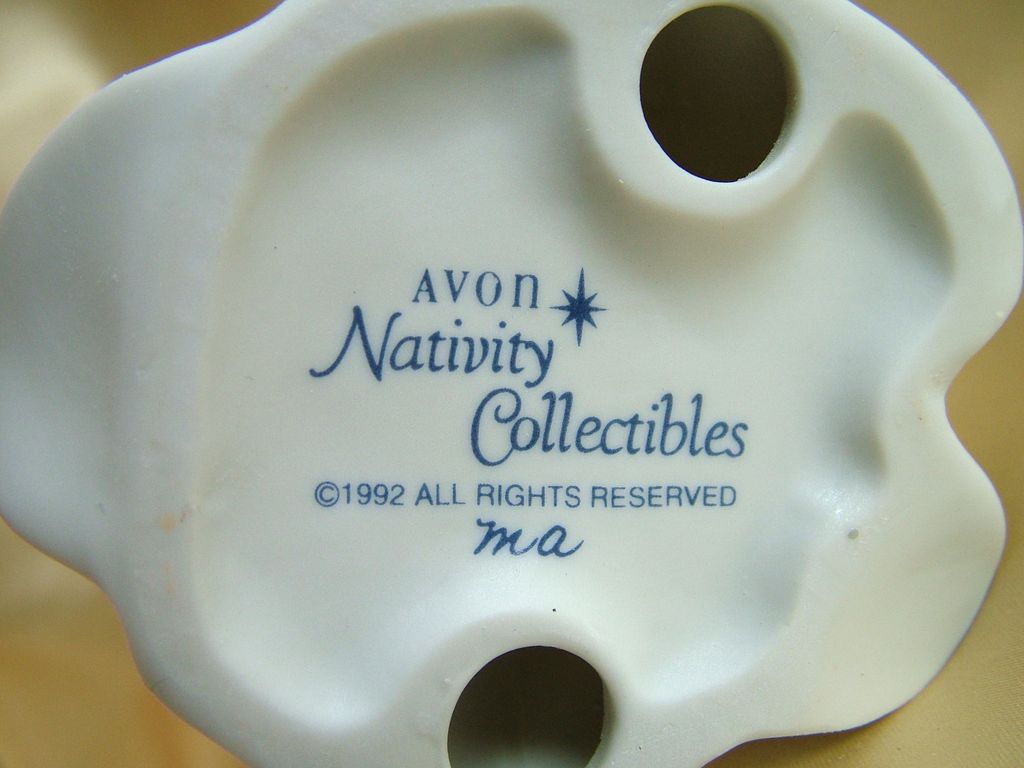 AVON
Nativity
Collectibles
©1992 ALL RIGHTS RESERVED
ma